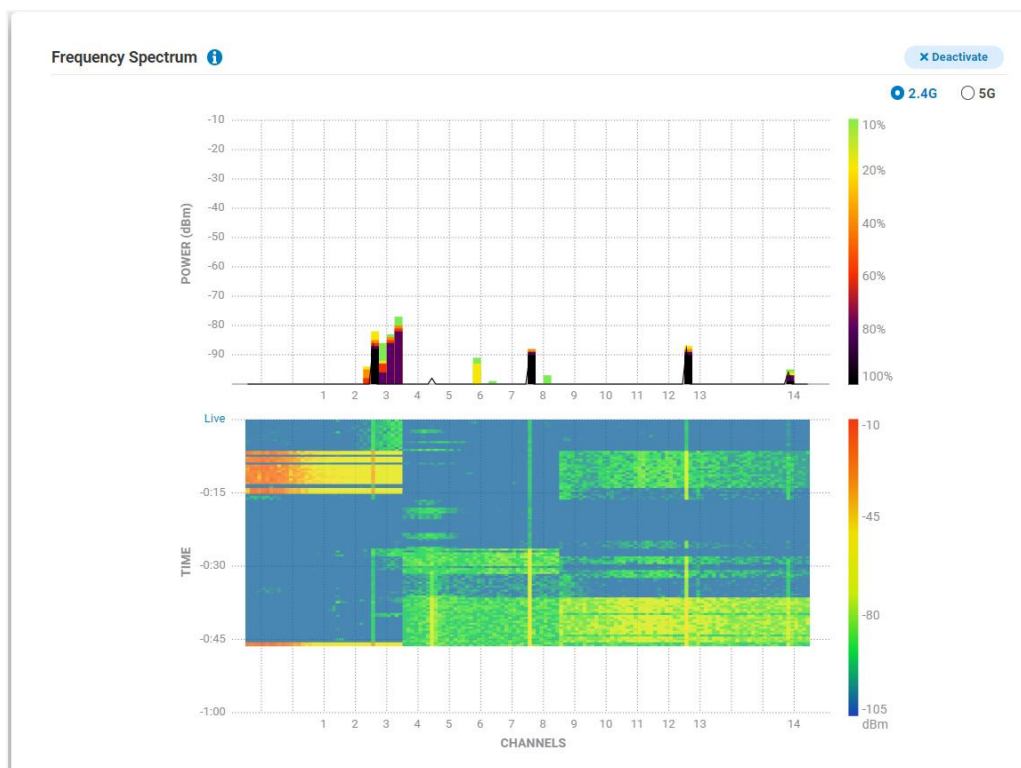 Frequency Spectrum
Deactivate
2.4G 5G
POWER (dBm)
-10
-20
-30
-40
-50
-60
-70
-80
-90
1 2 3 4 5 6 7 8 9 10 11 12 13 14
10%
20%
40%
60%
80%
100%
TIME
Live
-0:15
-0:30
-0:45
-1:00
1 2 3 4 5 6 7 8 9 10 11 12 13 14
CHANNELS
-10
-45
-80
-105
dBm